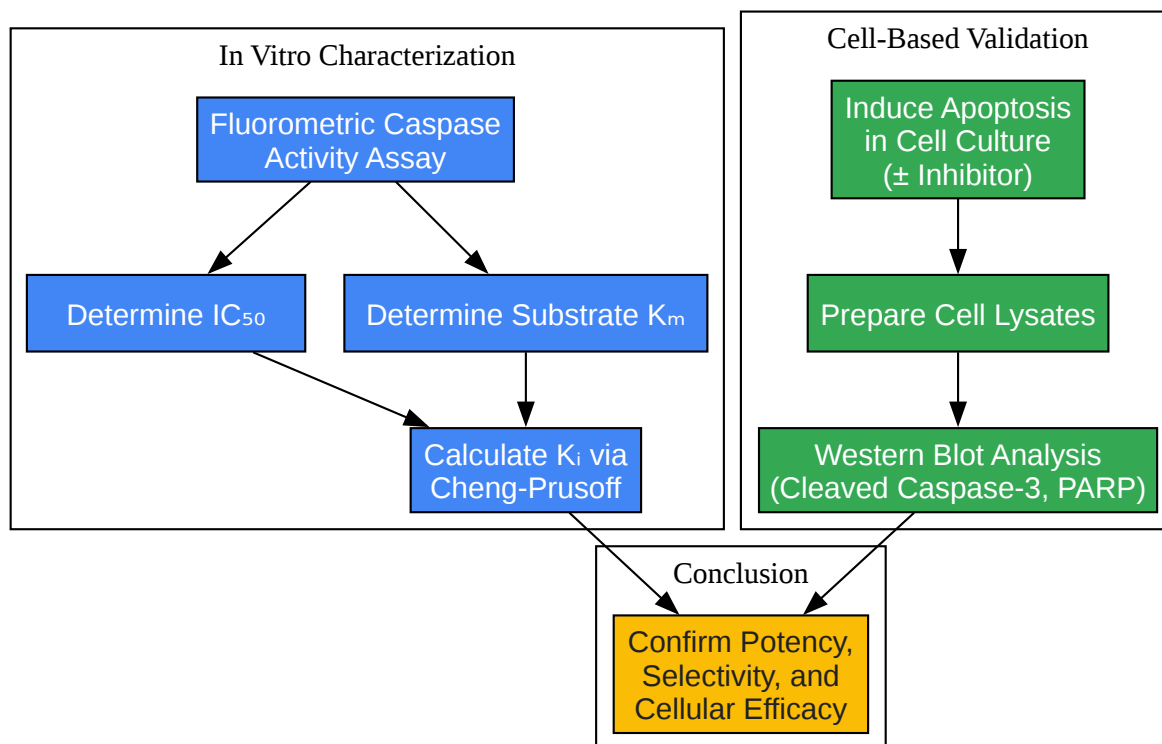 In Vitro Characterization
Fluorometric Caspase
Activity Assay
Determine IC₅₀
Determine Substrate Kₘ
Calculate Kᵢ via
Cheng-Prusoff
Cell-Based Validation
Induce Apoptosis
in Cell Culture
(± Inhibitor)
Prepare Cell Lysates
Western Blot Analysis
(Cleaved Caspase-3, PARP)
Conclusion
Confirm Potency,
Selectivity, and
Cellular Efficacy